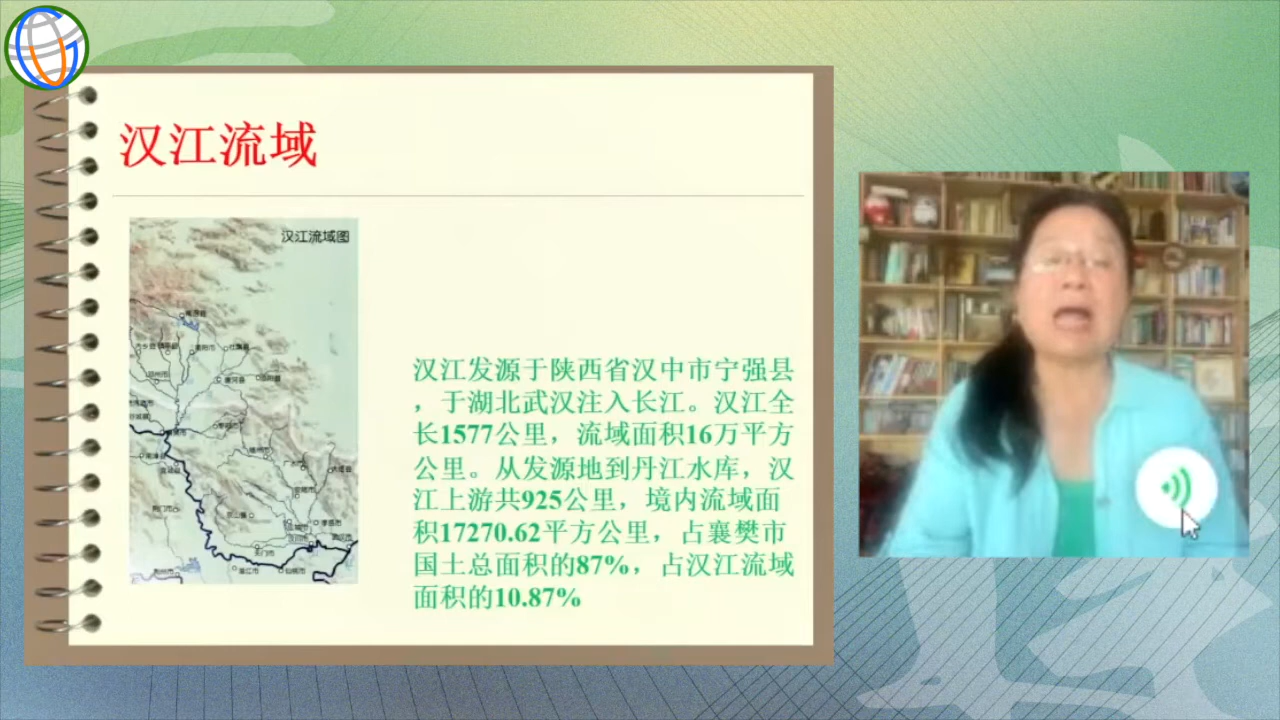 汉江流域
汉江流域图
汉江发源于陕西省汉中市宁强县
，于湖北武汉注入长江。汉江全
长1577公里，流域面积16万平方
公里。从发源地到丹江水库，汉
江上游共925公里，境内流域面
积17270.62平方公里，占襄樊市
国土总面积的87%，占汉江流域
面积的10.87%